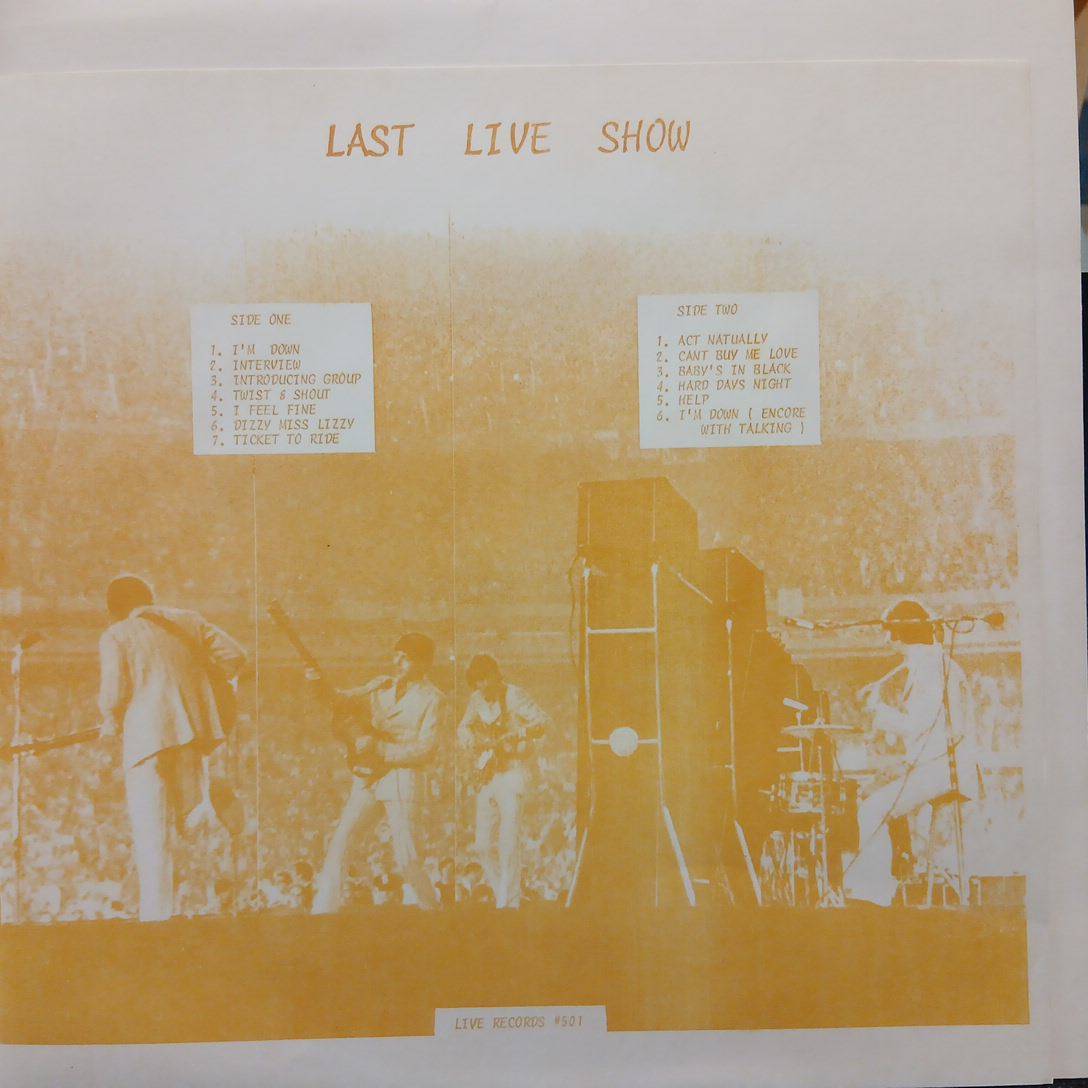 LAST LIVE SHOW
SIDE ONE
1. I'M DOWN
2. INTERVIEW
3. INTRODUCING GROUP
4. TWIST & SHOUT
5. I FEEL FINE
6. DIZZY MISS LIZZY
7. TICKET TO RIDE
SIDE TWO
1. ACT NATUALLY
2. CANT BUY ME LOVE
3. BABY'S IN BLACK
4. HARD DAYS NIGHT
5. HELP
6. I'M DOWN ( ENCORE
WITH TALKING )
LIVE RECORDS #501